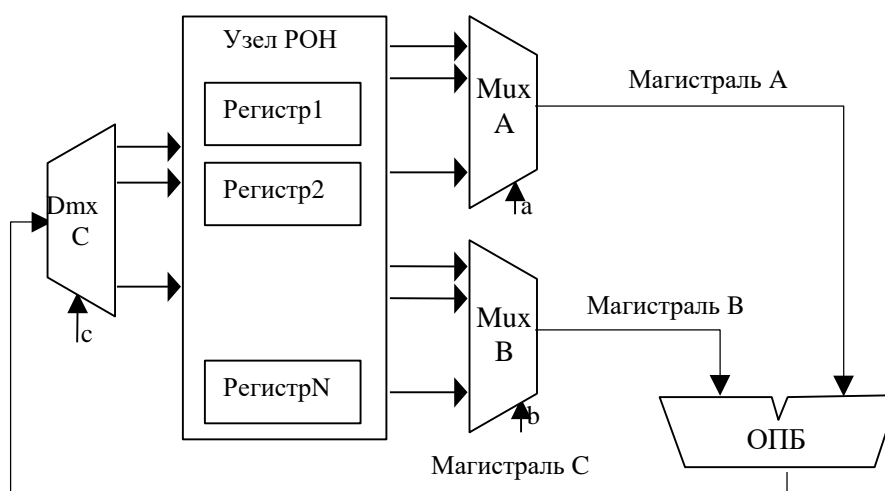 Узел РОН
Регистр1
Регистр2
РегистрN
Dmx
C
c
Mux
A
a
Магистраль A
Mux
B
b
Магистраль B
Магистраль C
ОПБ